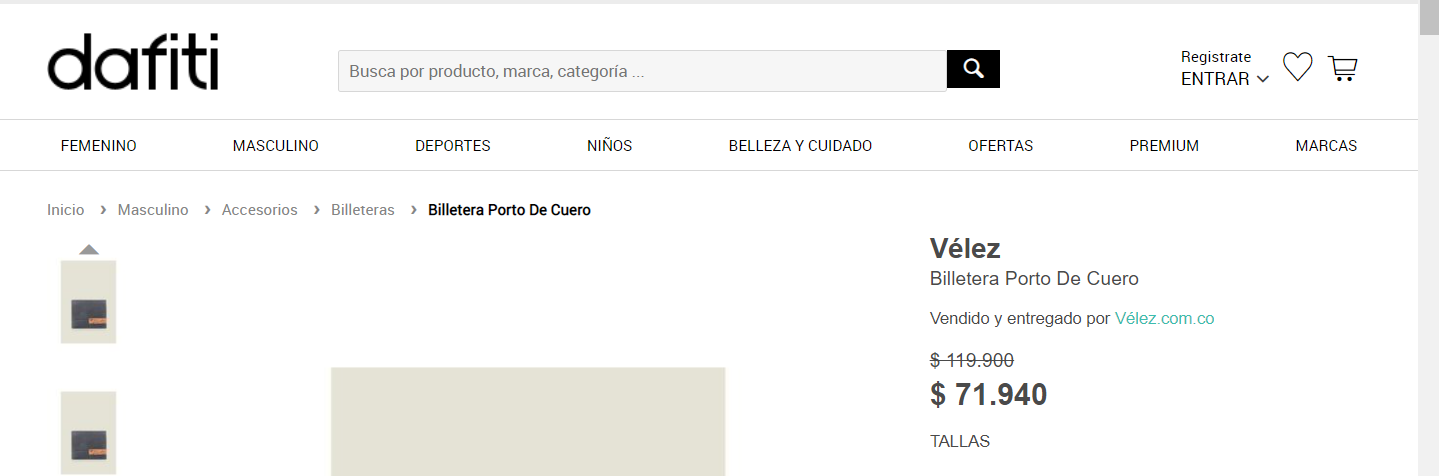 dafiti
Busca por producto, marca, categoría ...
Registrate
ENTRAR
FEMENINO MASCULINO DEPORTES NIÑOS BELLEZA Y CUIDADO OFERTAS PREMIUM MARCAS
Inicio › Masculino › Accesorios › Billeteras › Billetera Porto De Cuero
Vélez
Billetera Porto De Cuero
Vendido y entregado por Vélez.com.co
$ 119.900
$ 71.940
TALLAS